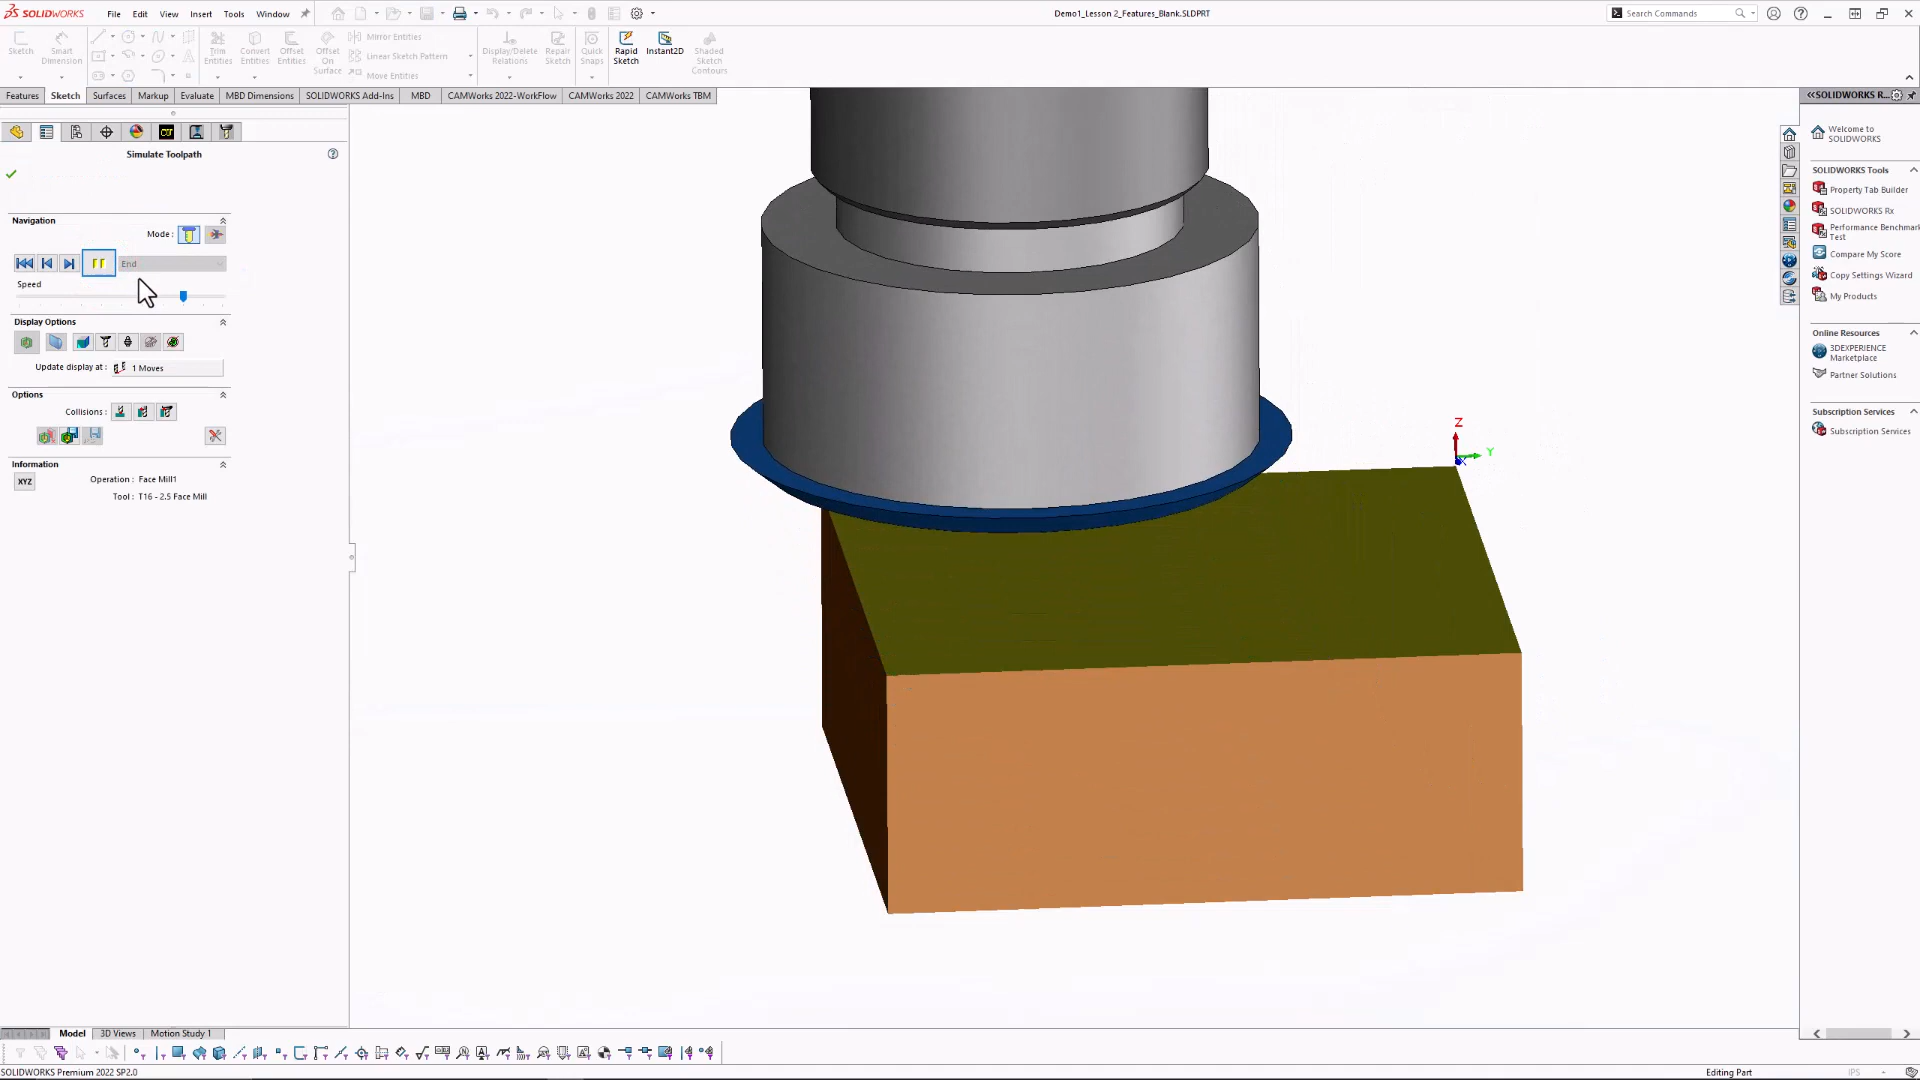 SOLIDWORKS File Edit View Insert Tools Window
Demo1_Lesson 2_Features_Blank.SLDPRT
Search Commands
Sketch
Smart Dimension
Trim Entities
Convert Entities
Offset Entities
Offset On Surface
Mirror Entities
Linear Sketch Pattern
Move Entities
Display/Delete Relations
Repair Sketch
Quick Snaps
Rapid Sketch
Instant2D
Shaded Sketch Contours
Features Sketch Surfaces Markup Evaluate MBD Dimensions SOLIDWORKS Add-Ins MBD CAMWorks 2022-WorkFlow CAMWorks 2022 CAMWorks TBM
Simulate Toolpath
Navigation
Mode :
End
Speed
Display Options
Update display at : 1 Moves
Options
Collisions :
Information
XYZ
Operation : Face Mill1
Tool : T16 - 2.5 Face Mill
Z
Y
X
SOLIDWORKS R...
Welcome to
SOLIDWORKS
SOLIDWORKS Tools
Property Tab Builder
SOLIDWORKS Rx
Performance Benchmark
Test
Compare My Score
Copy Settings Wizard
My Products
Online Resources
3DEXPERIENCE
Marketplace
Partner Solutions
Subscription Services
Subscription Services
Model 3D Views Motion Study 1
SOLIDWORKS Premium 2022 SP2.0
Editing Part
IPS